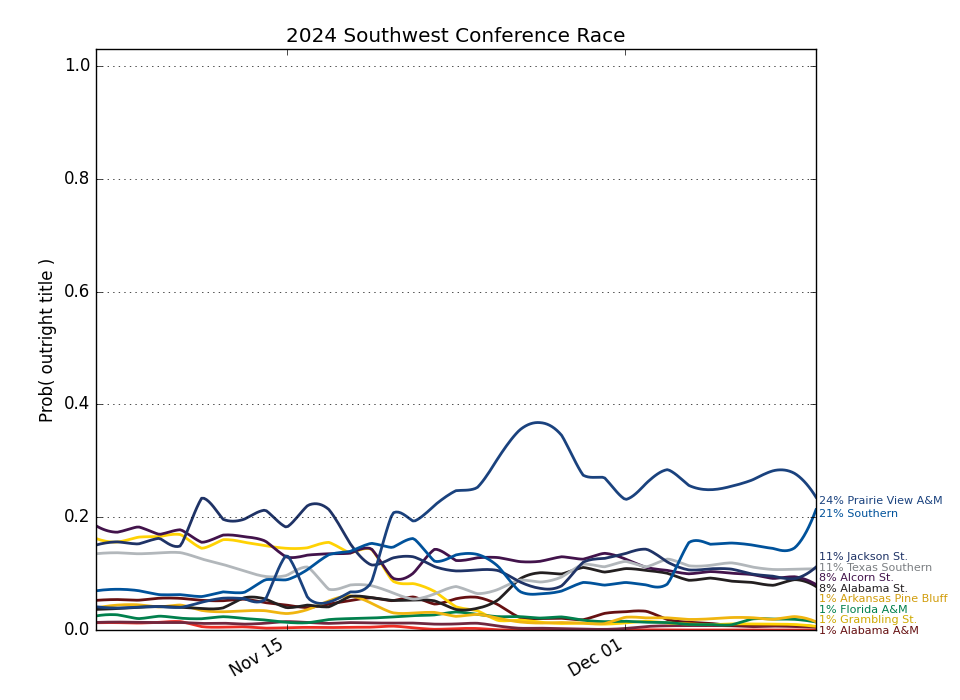 2024 Southwest Conference Race
1.0
0.8
0.6
0.4
0.2
0.0
Prob( outright title )
Nov 15
Dec 01
24% Prairie View A&M
21% Southern
11% Jackson St.
11% Texas Southern
8% Alcorn St.
8% Alabama St.
1% Arkansas Pine Bluff
1% Florida A&M
1% Grambling St.
1% Alabama A&M